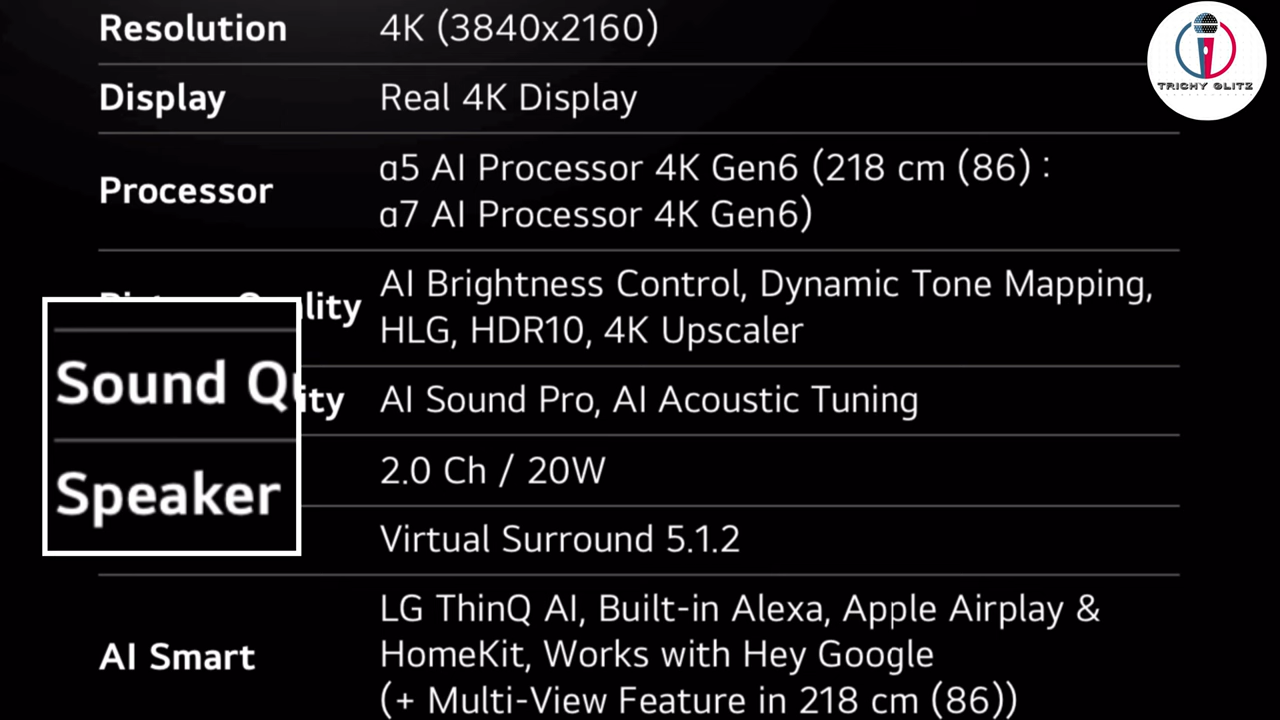 Resolution 4K (3840x2160)
TRICHY GLITZ
Display Real 4K Display
Processor α5 AI Processor 4K Gen6 (218 cm (86) :
α7 AI Processor 4K Gen6)
AI Brightness Control, Dynamic Tone Mapping,
HLG, HDR10, 4K Upscaler
Sound AI Sound Pro, AI Acoustic Tuning
Speaker 2.0 Ch / 20W
Virtual Surround 5.1.2
AI Smart LG ThinQ AI, Built-in Alexa, Apple Airplay &
HomeKit, Works with Hey Google
(+ Multi-View Feature in 218 cm (86))